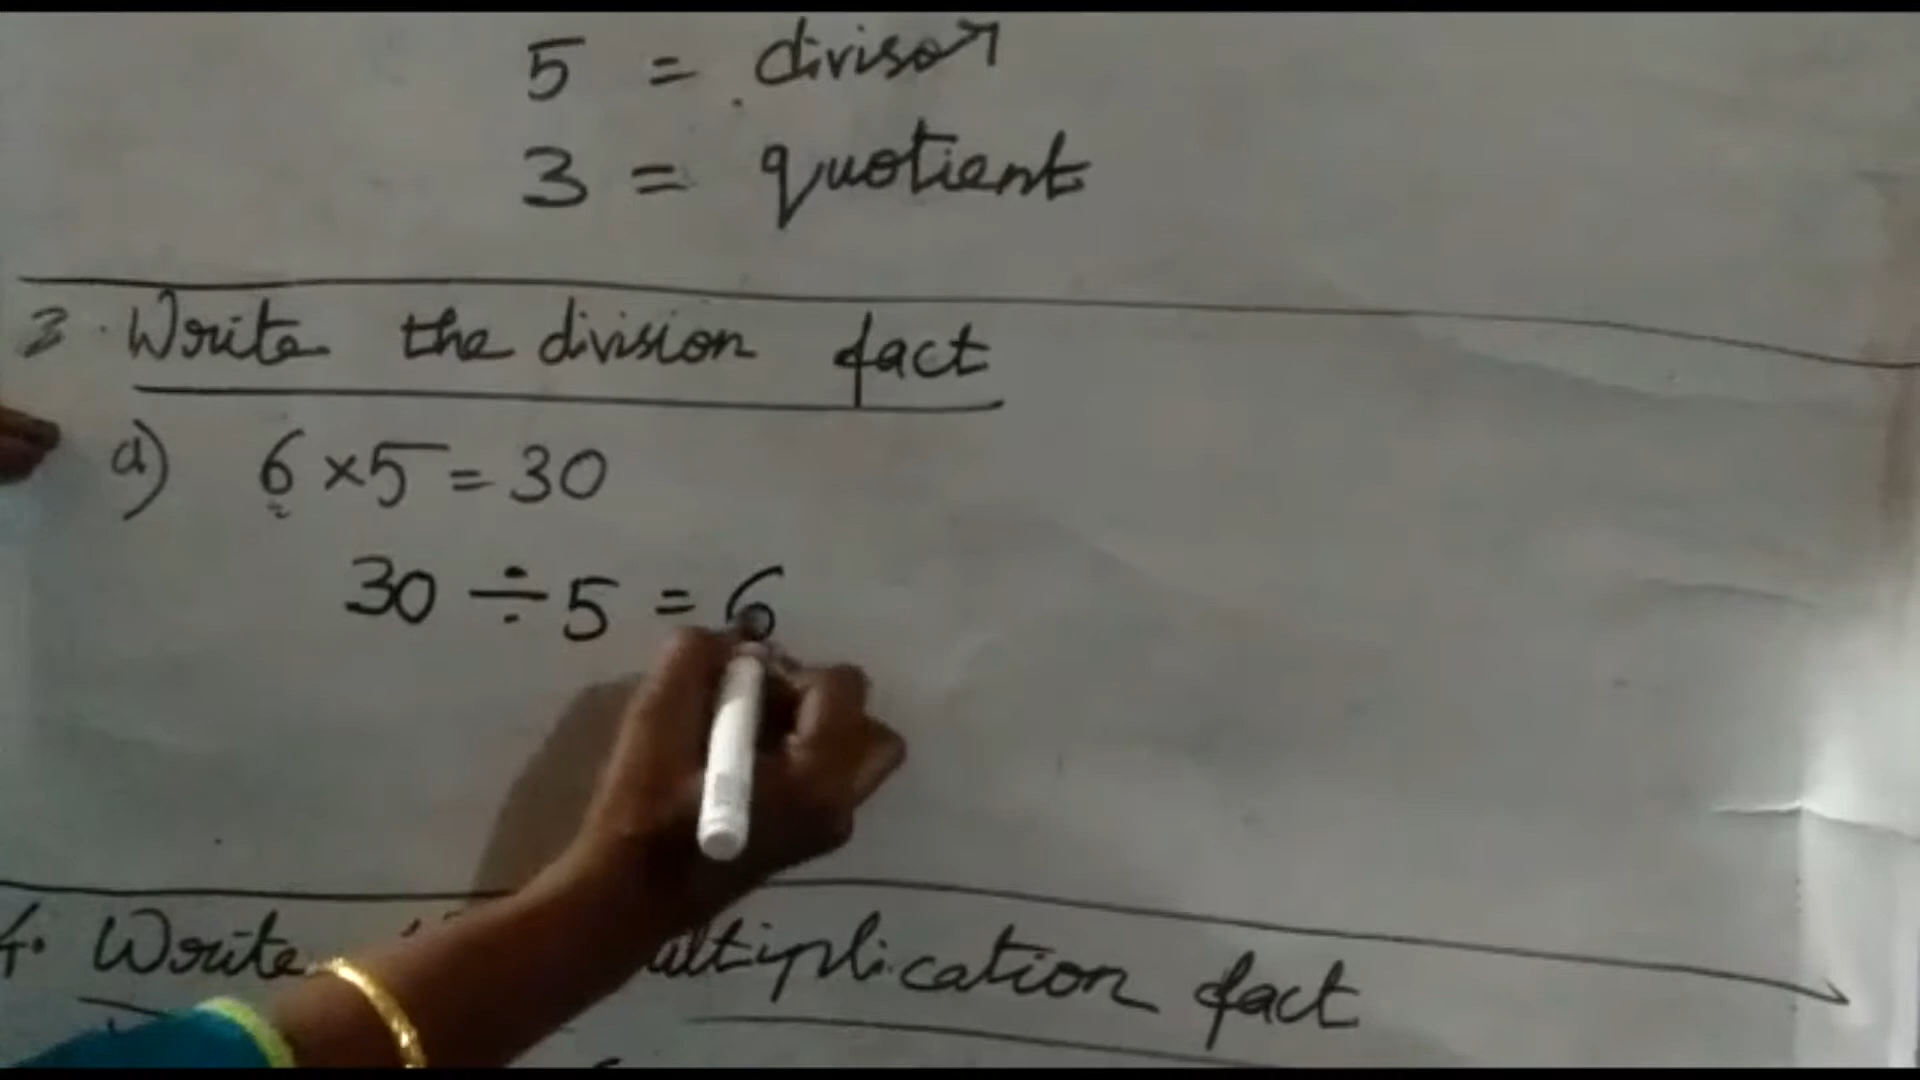 5 = divisor
3 = quotient
3. Write the division fact
a) 6 × 5 = 30
30 ÷ 5 = 6
4. Write multiplication fact